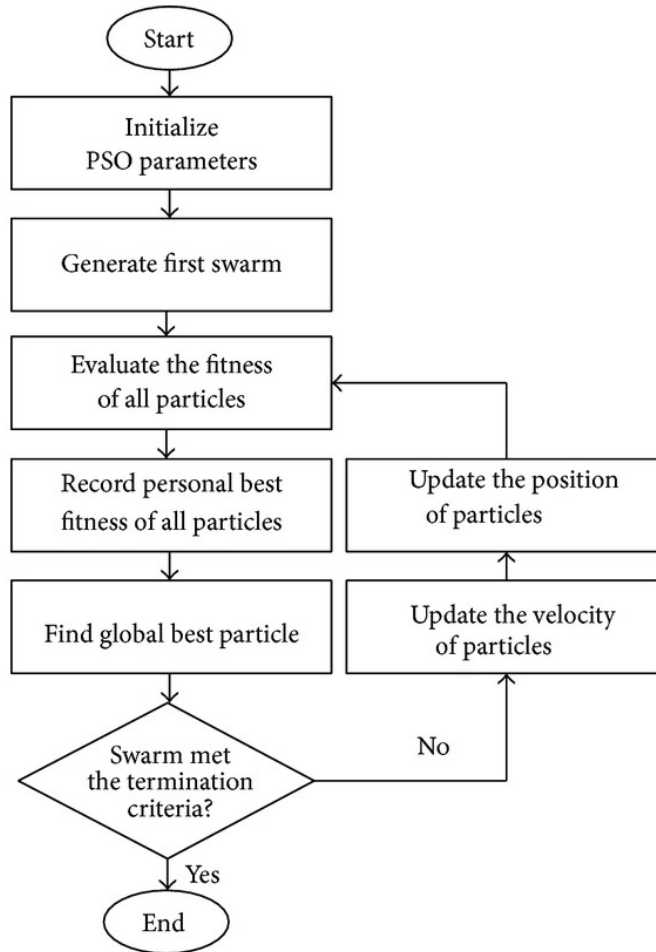 Start
Initialize
PSO parameters
Generate first swarm
Evaluate the fitness
of all particles
Record personal best
fitness of all particles
Find global best particle
Swarm met
the termination
criteria?
Yes
End
No
Update the velocity
of particles
Update the position
of particles